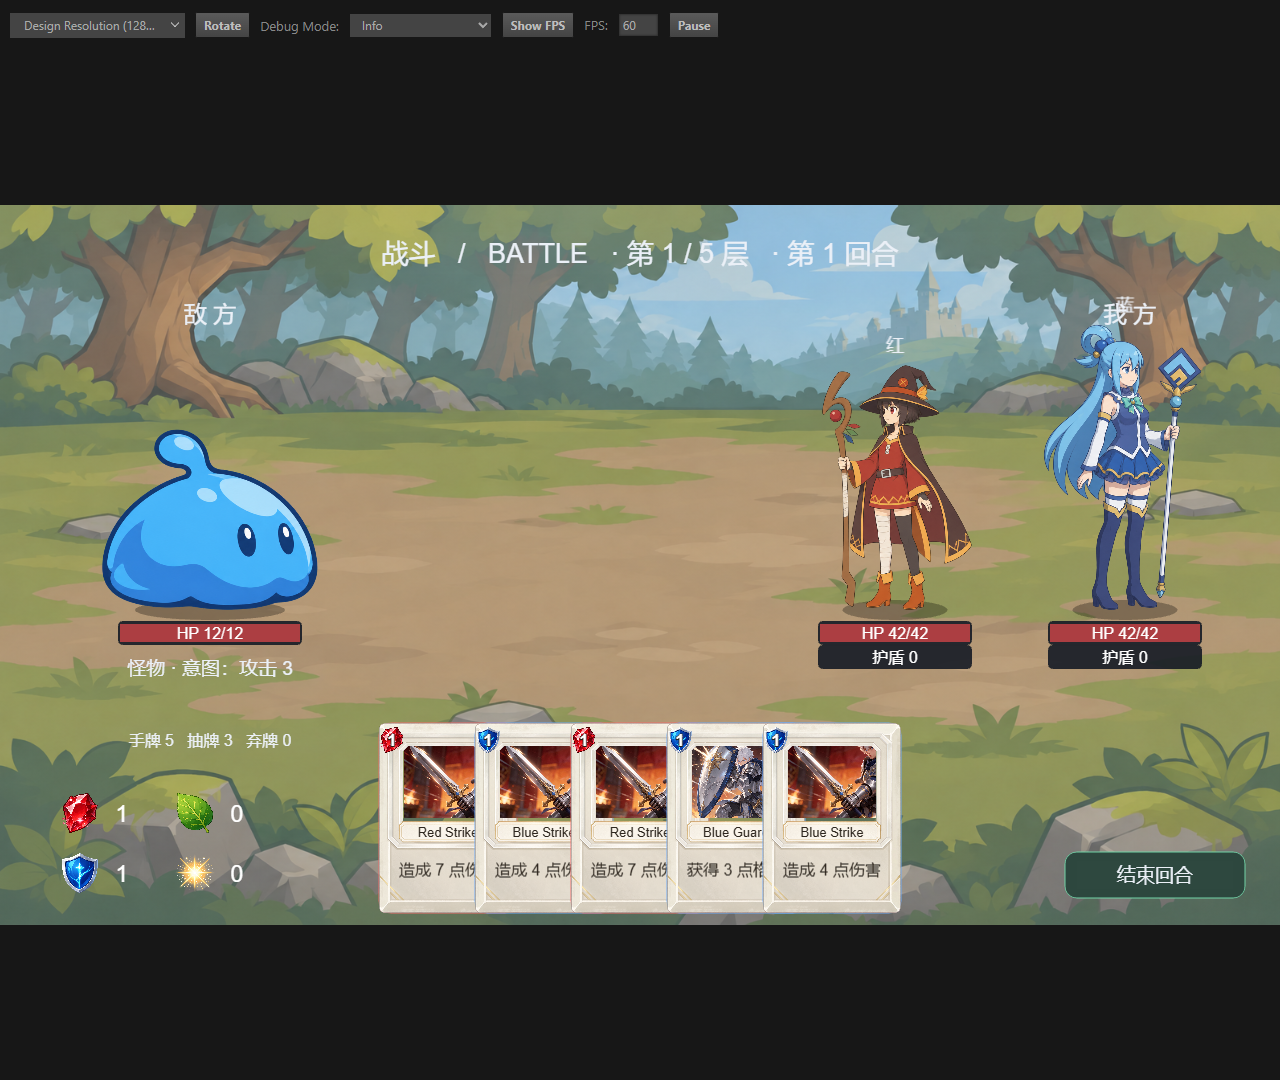 Design Resolution (128... Rotate Debug Mode: Info Show FPS FPS: 60 Pause
战斗 / BATTLE · 第 1 / 5 层 · 第 1 回合
敌方
蓝
我方
红
HP 12/12
HP 42/42
HP 42/42
护盾 0
护盾 0
怪物 · 意图：攻击 3
手牌 5 抽牌 3 弃牌 0
1 0
1 0
1
Red Strike
造成 7 点伤
1
Blue Strike
造成 4 点伤
1
Red Strike
造成 7 点伤
1
Blue Guar
获得 3 点格
1
Blue Strike
造成 4 点伤害
结束回合